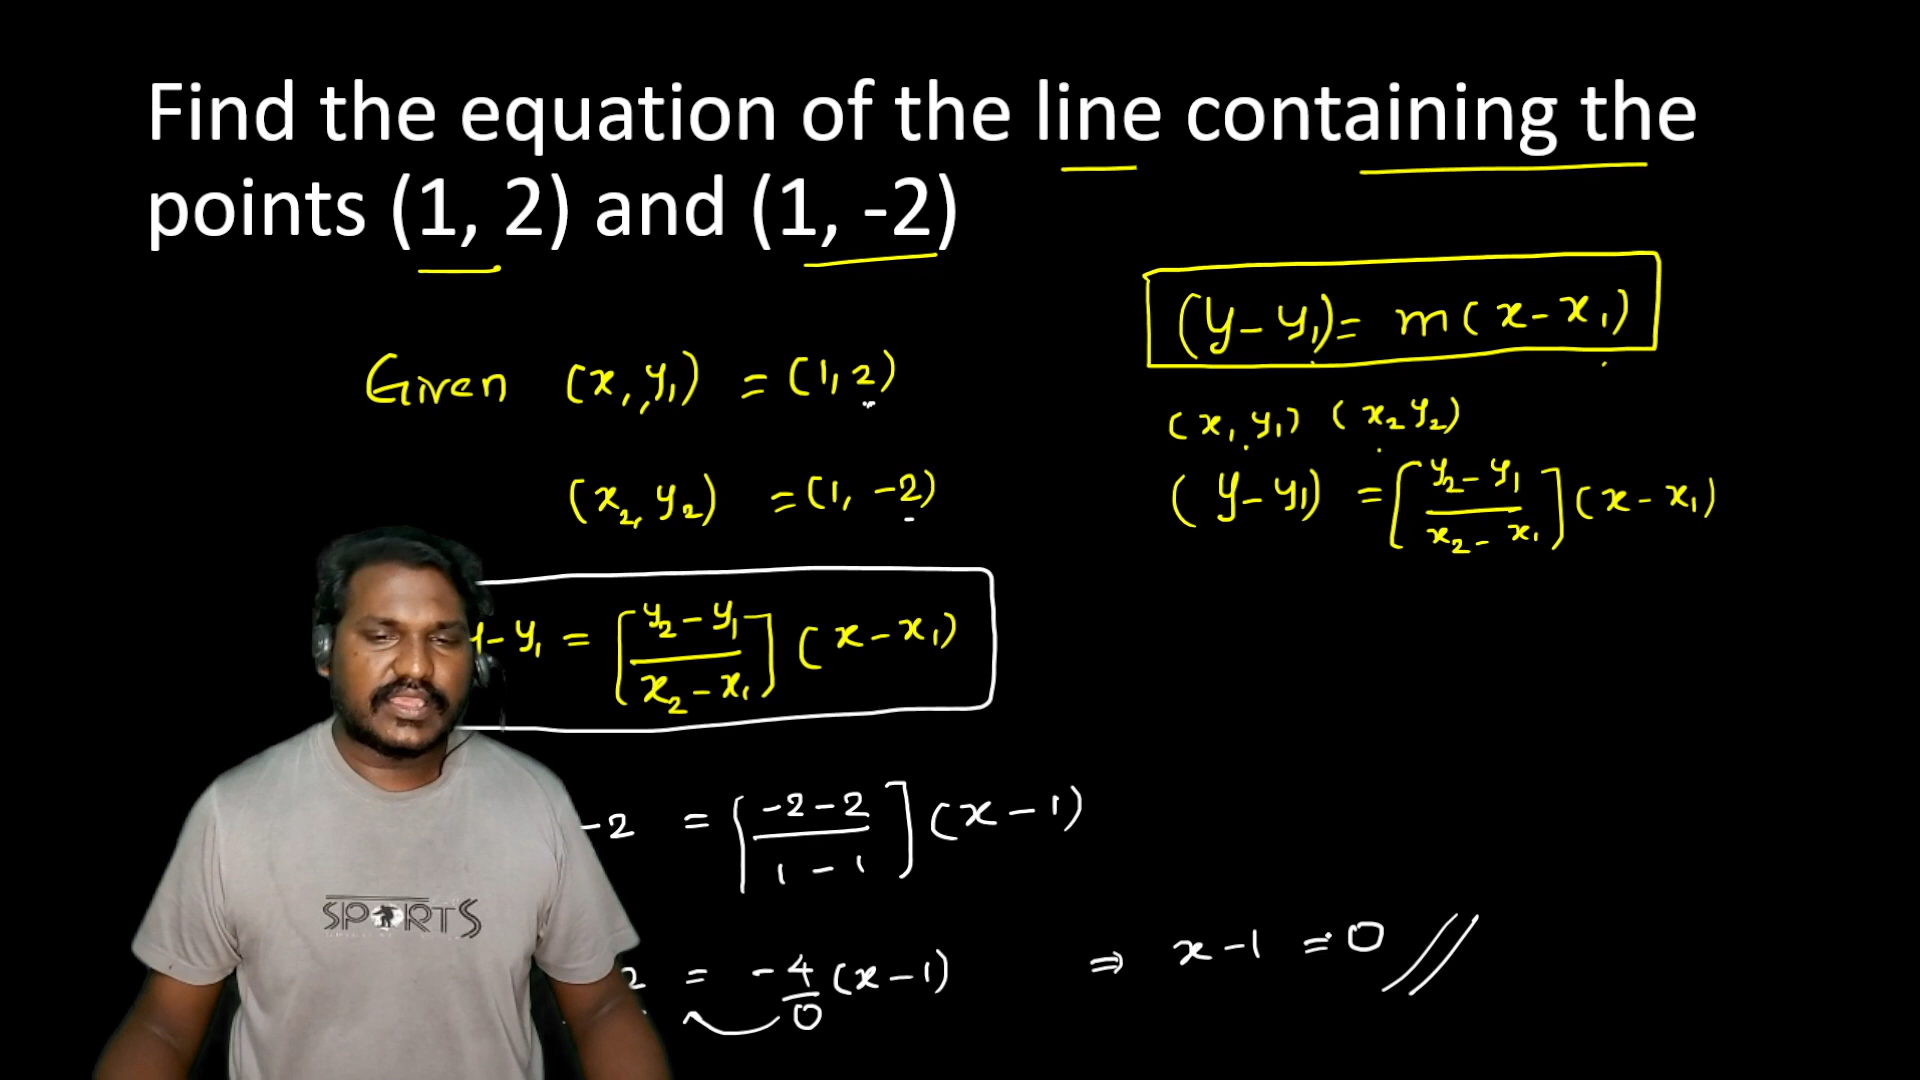 Find the equation of the line containing the
points (1, 2) and (1, -2)
(y - y₁) = m(x - x₁)
Given (x₁, y₁) = (1, 2)
(x₁ y₁) (x₂ y₂)
(x₂, y₂) = (1, -2)
(y - y₁) = [y₂ - y₁ / x₂ - x₁] (x - x₁)
- y₁ = [y₂ - y₁ / x₂ - x₁] (x - x₁)
-2 = [-2-2 / 1-1] (x - 1)
2 = -4/0 (x - 1) ⇒ x - 1 = 0 //
SPORTS